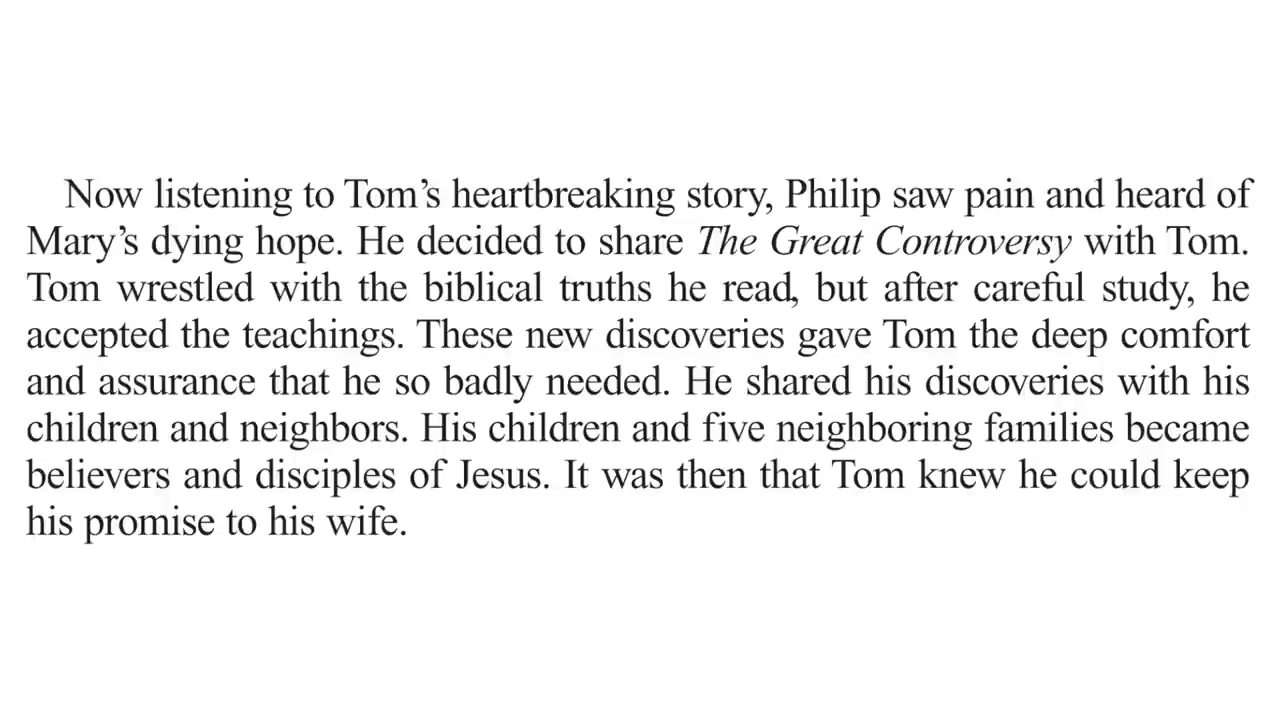 Now listening to Tom’s heartbreaking story, Philip saw pain and heard of
Mary’s dying hope. He decided to share The Great Controversy with Tom.
Tom wrestled with the biblical truths he read, but after careful study, he
accepted the teachings. These new discoveries gave Tom the deep comfort
and assurance that he so badly needed. He shared his discoveries with his
children and neighbors. His children and five neighboring families became
believers and disciples of Jesus. It was then that Tom knew he could keep
his promise to his wife.